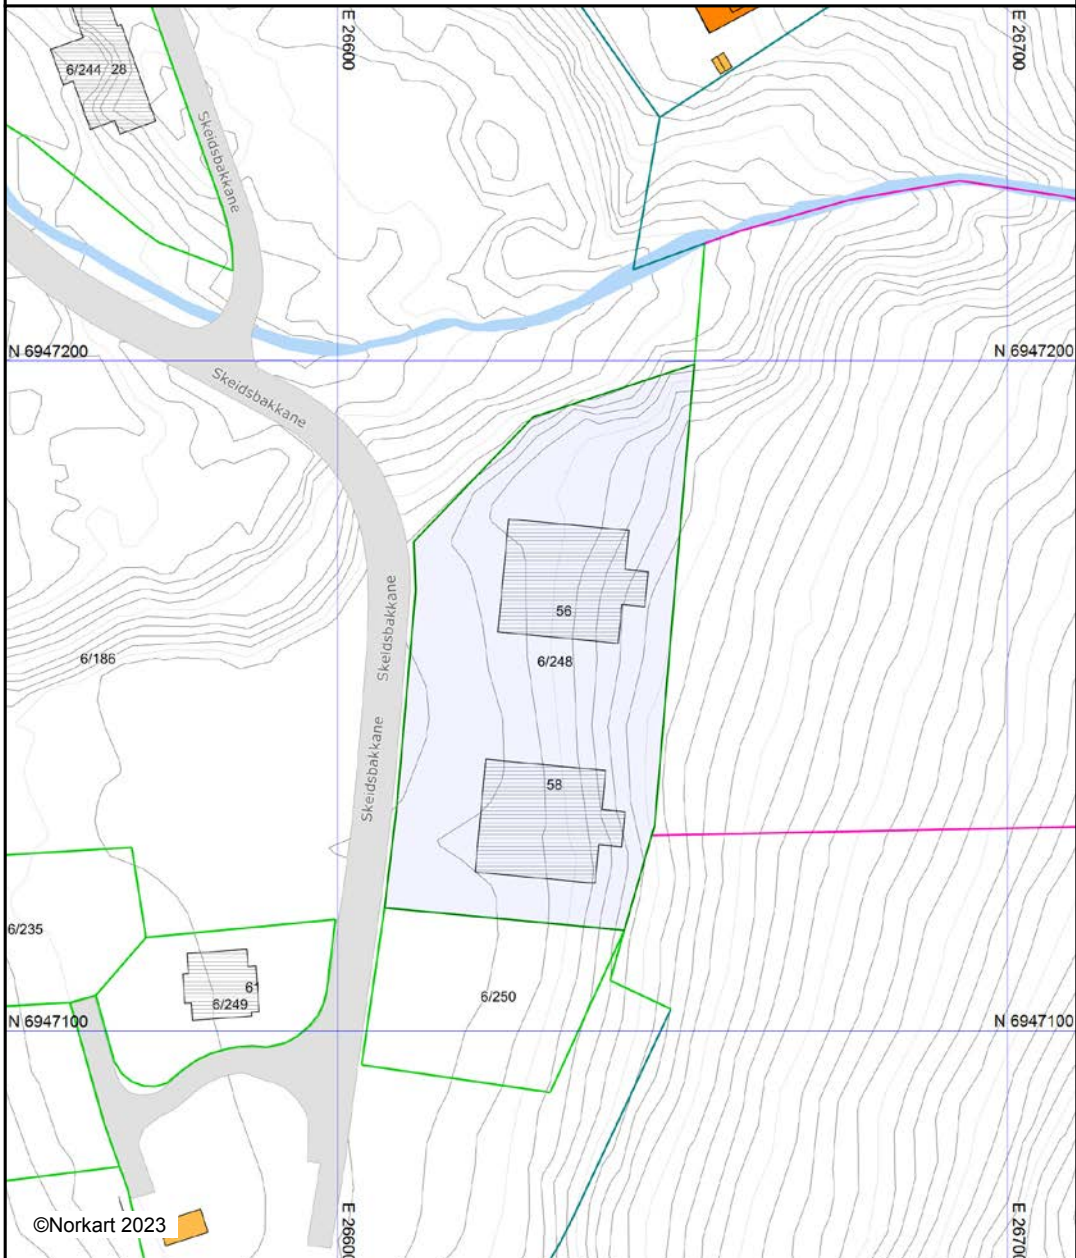 E 26600
E 26700
6/244 28
Skeidsbakkane
N 6947200
N 6947200
Skeidsbakkane
Skeidsbakkane
56
6/248
6/186
Skeidsbakkane
58
6/235
61
6/249
6/250
N 6947100
N 6947100
E 26600
E 26700
©Norkart 2023